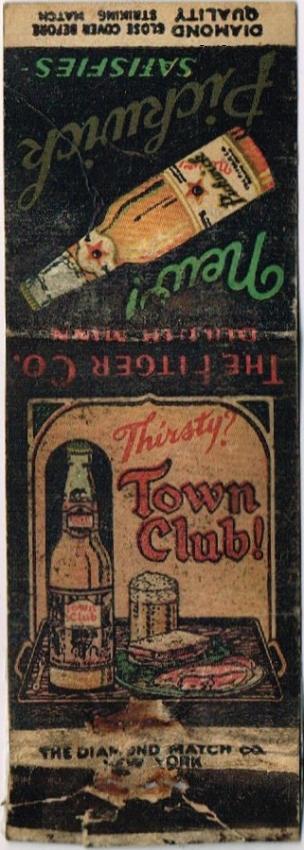 DIAMOND CLOSE COVER BEFORE
QUALITY STRIKING MATCH
New!
Pickwick
SATISFIES-
THE FITGER CO.
DULUTH MINN
Thirsty?
Town
Club!
TOWN
Club
THE DIAMOND MATCH CO.
NEW YORK